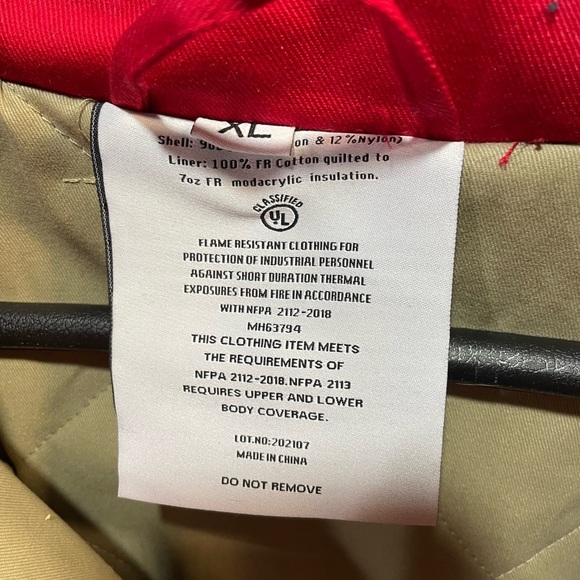 XL
Shell: & 12 %Nylon)
Liner: 100% FR Cotton quilted to
7oz FR modacrylic insulation.
CLASSIFIED
UL
FLAME RESISTANT CLOTHING FOR
PROTECTION OF INDUSTRIAL PERSONNEL
AGAINST SHORT DURATION THERMAL
EXPOSURES FROM FIRE IN ACCORDANCE
WITH NFPA 2112-2018
MH63794
THIS CLOTHING ITEM MEETS
THE REQUIREMENTS OF
NFPA 2112-2018.NFPA 2113
REQUIRES UPPER AND LOWER
BODY COVERAGE.
LOT.NO:202107
MADE IN CHINA
DO NOT REMOVE